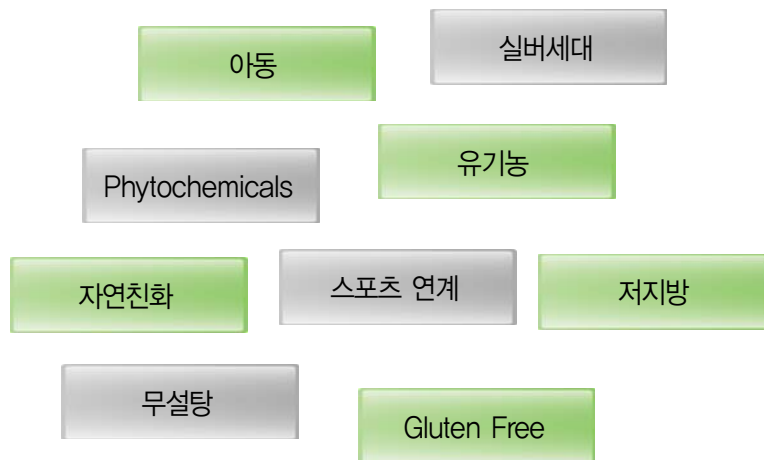 아동
실버세대
Phytochemicals
유기농
자연친화
스포츠 연계
저지방
무설탕
Gluten Free